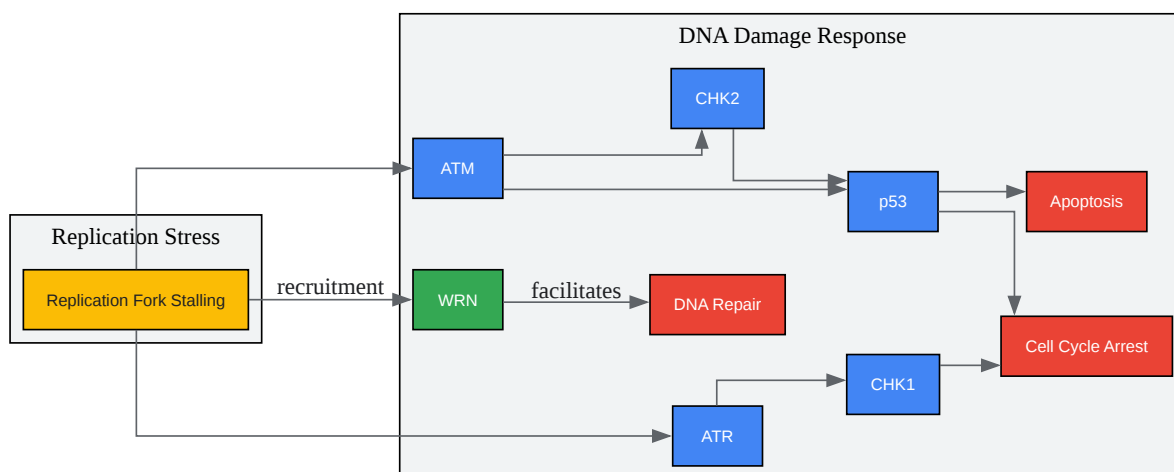 DNA Damage Response
CHK2
ATM
p53
Apoptosis
Replication Stress
Replication Fork Stalling
recruitment
WRN
facilitates
DNA Repair
Cell Cycle Arrest
CHK1
ATR